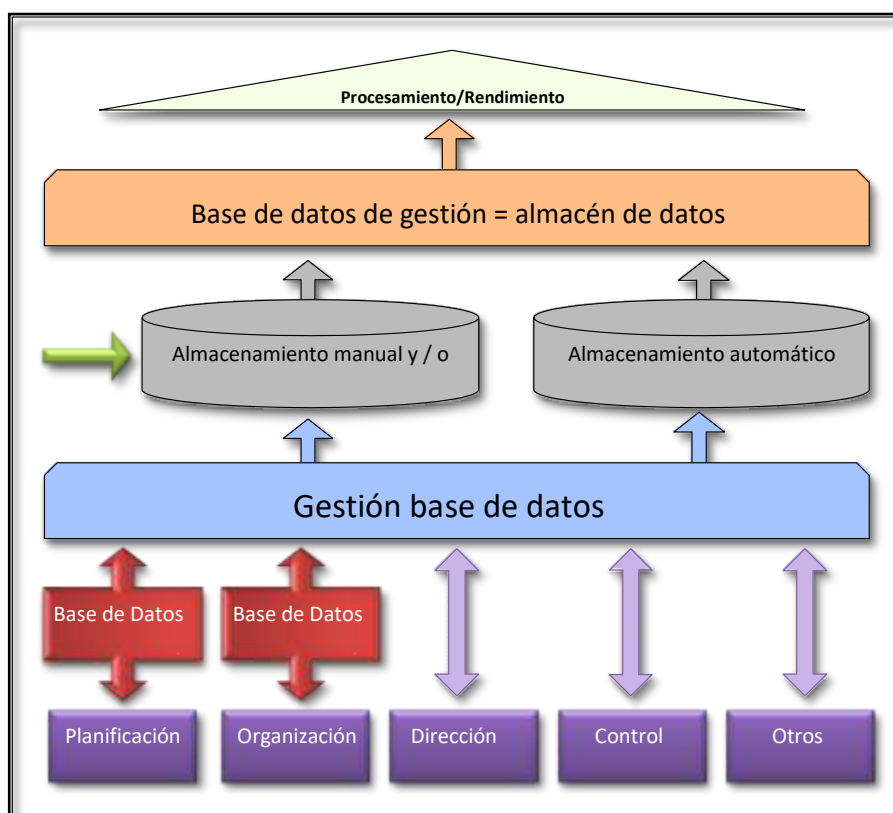 Procesamiento/Rendimiento
Base de datos de gestión = almacén de datos
Almacenamiento manual y / o
Almacenamiento automático
Gestión base de datos
Base de Datos
Base de Datos
Planificación
Organización
Dirección
Control
Otros